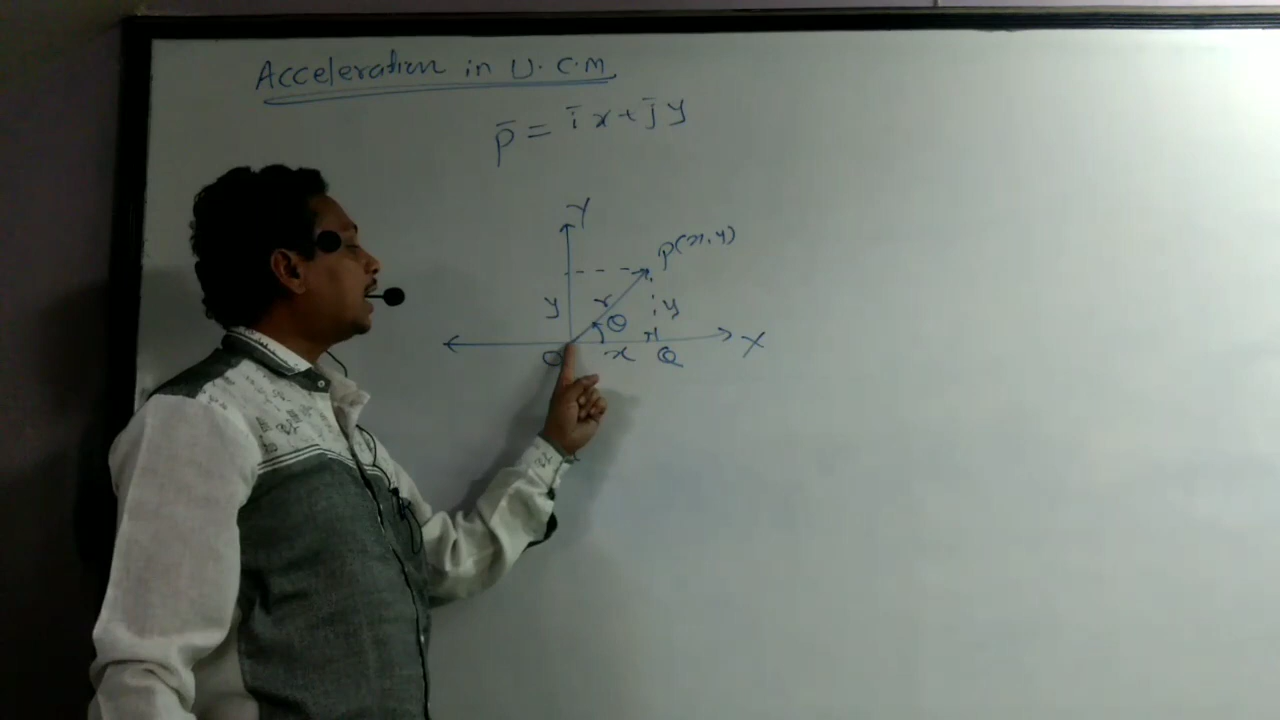 Acceleration in U.C.M
p̄ = īx + j̄y
Y
P(x,y)
y r θ y
O x Q X